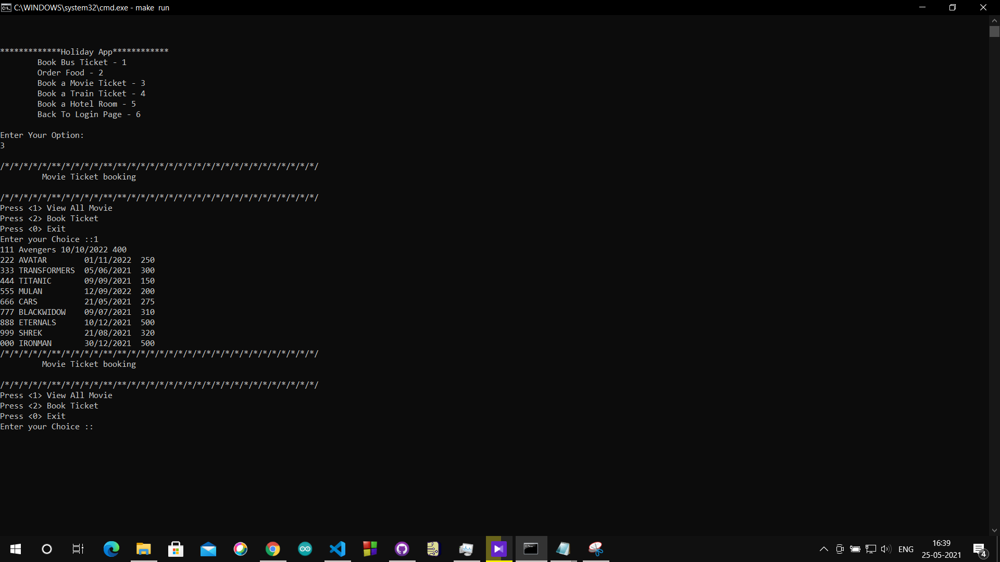 C:\WINDOWS\system32\cmd.exe - make  run
*************Holiday App************
        Book Bus Ticket - 1
        Order Food - 2
        Book a Movie Ticket - 3
        Book a Train Ticket - 4
        Book a Hotel Room - 5
        Back To Login Page - 6
Enter Your Option:
3
/*/*/*/*/*/**/*/*/*/*/**/**/*/*/*/*/*/*/*/*/*/*/*/*/*/*/*/*/*/*/*/*/
         Movie Ticket booking
/*/*/*/*/*/**/*/*/*/*/**/**/*/*/*/*/*/*/*/*/*/*/*/*/*/*/*/*/*/*/*/*/
Press <1> View All Movie
Press <2> Book Ticket
Press <0> Exit
Enter your Choice ::1
111 Avengers 10/10/2022 400
222 AVATAR        01/11/2022  250
333 TRANSFORMERS  05/06/2021  300
444 TITANIC       09/09/2021  150
555 MULAN         12/09/2022  200
666 CARS          21/05/2021  275
777 BLACKWIDOW    09/07/2021  310
888 ETERNALS      10/12/2021  500
999 SHREK         21/08/2021  320
000 IRONMAN       30/12/2021  500
/*/*/*/*/*/**/*/*/*/*/**/**/*/*/*/*/*/*/*/*/*/*/*/*/*/*/*/*/*/*/*/*/
         Movie Ticket booking
/*/*/*/*/*/**/*/*/*/*/**/**/*/*/*/*/*/*/*/*/*/*/*/*/*/*/*/*/*/*/*/*/
Press <1> View All Movie
Press <2> Book Ticket
Press <0> Exit
Enter your Choice ::
ENG
16:39
25-05-2021
4